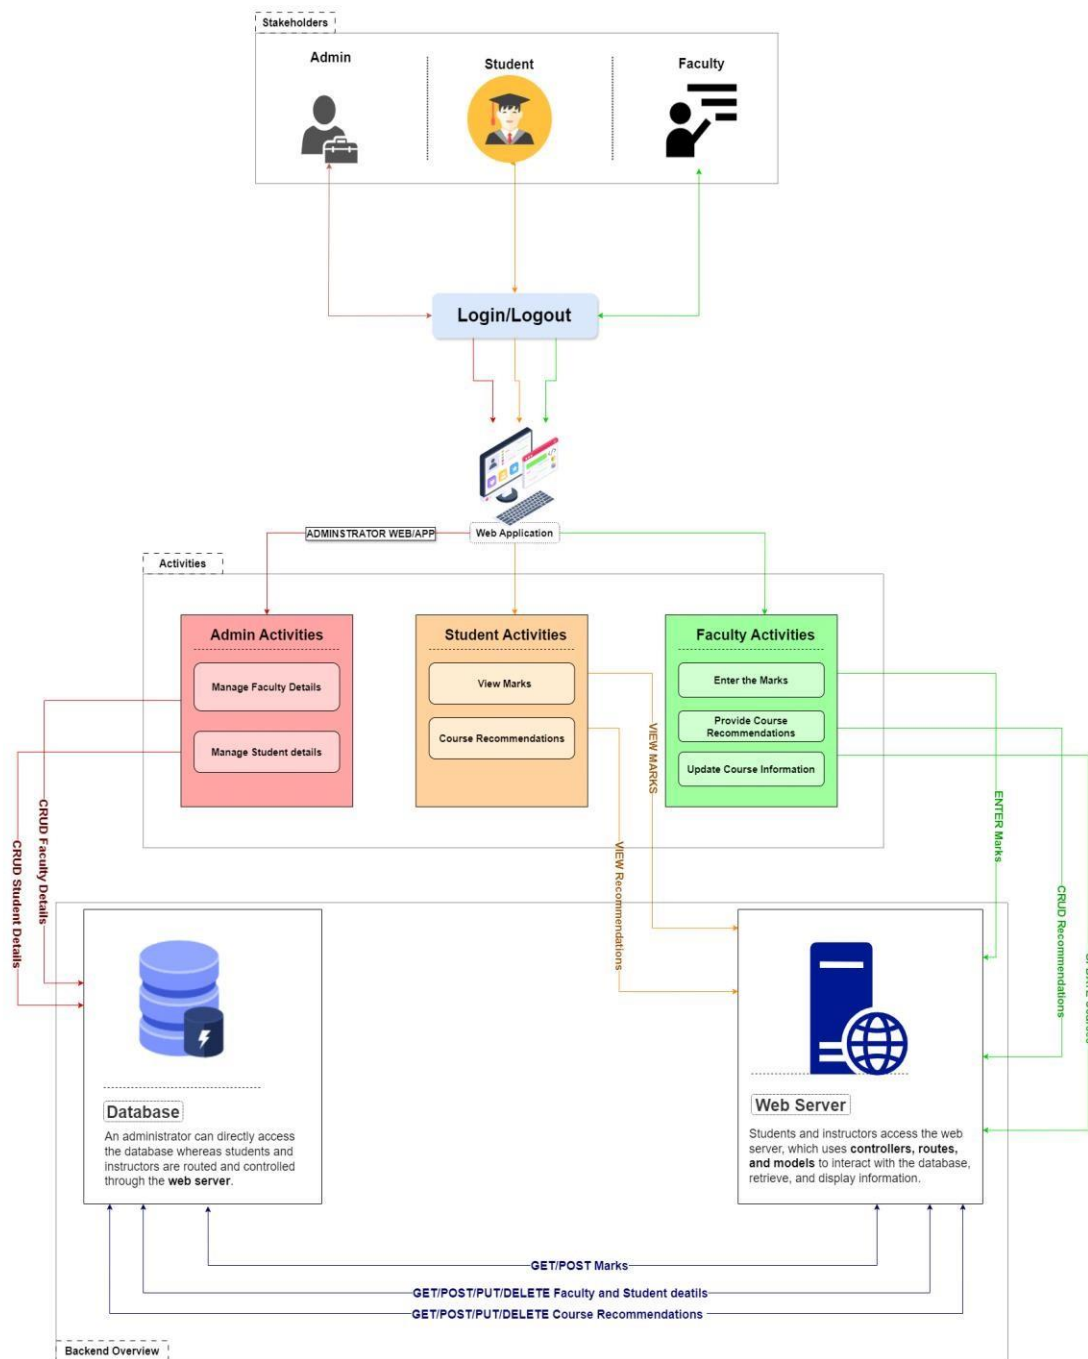 Stakeholders
Admin
Student
Faculty
Login/Logout
ADMINSTRATOR WEB/APP
Web Application
Activities
Admin Activities
Manage Faculty Details
Manage Student details
Student Activities
View Marks
Course Recommendations
Faculty Activities
Enter the Marks
Provide Course
Recommendations
Update Course Information
CRUD Faculty Details
CRUD Student Details
VIEW MARKS
VIEW Recommendations
ENTER Marks
CRUD Recommendations
Database
An administrator can directly access
the database whereas students and
instructors are routed and controlled
through the web server.
Web Server
Students and instructors access the web
server, which uses controllers, routes,
and models to interact with the database,
retrieve, and display information.
GET/POST Marks
GET/POST/PUT/DELETE Faculty and Student deatils
GET/POST/PUT/DELETE Course Recommendations
Backend Overview